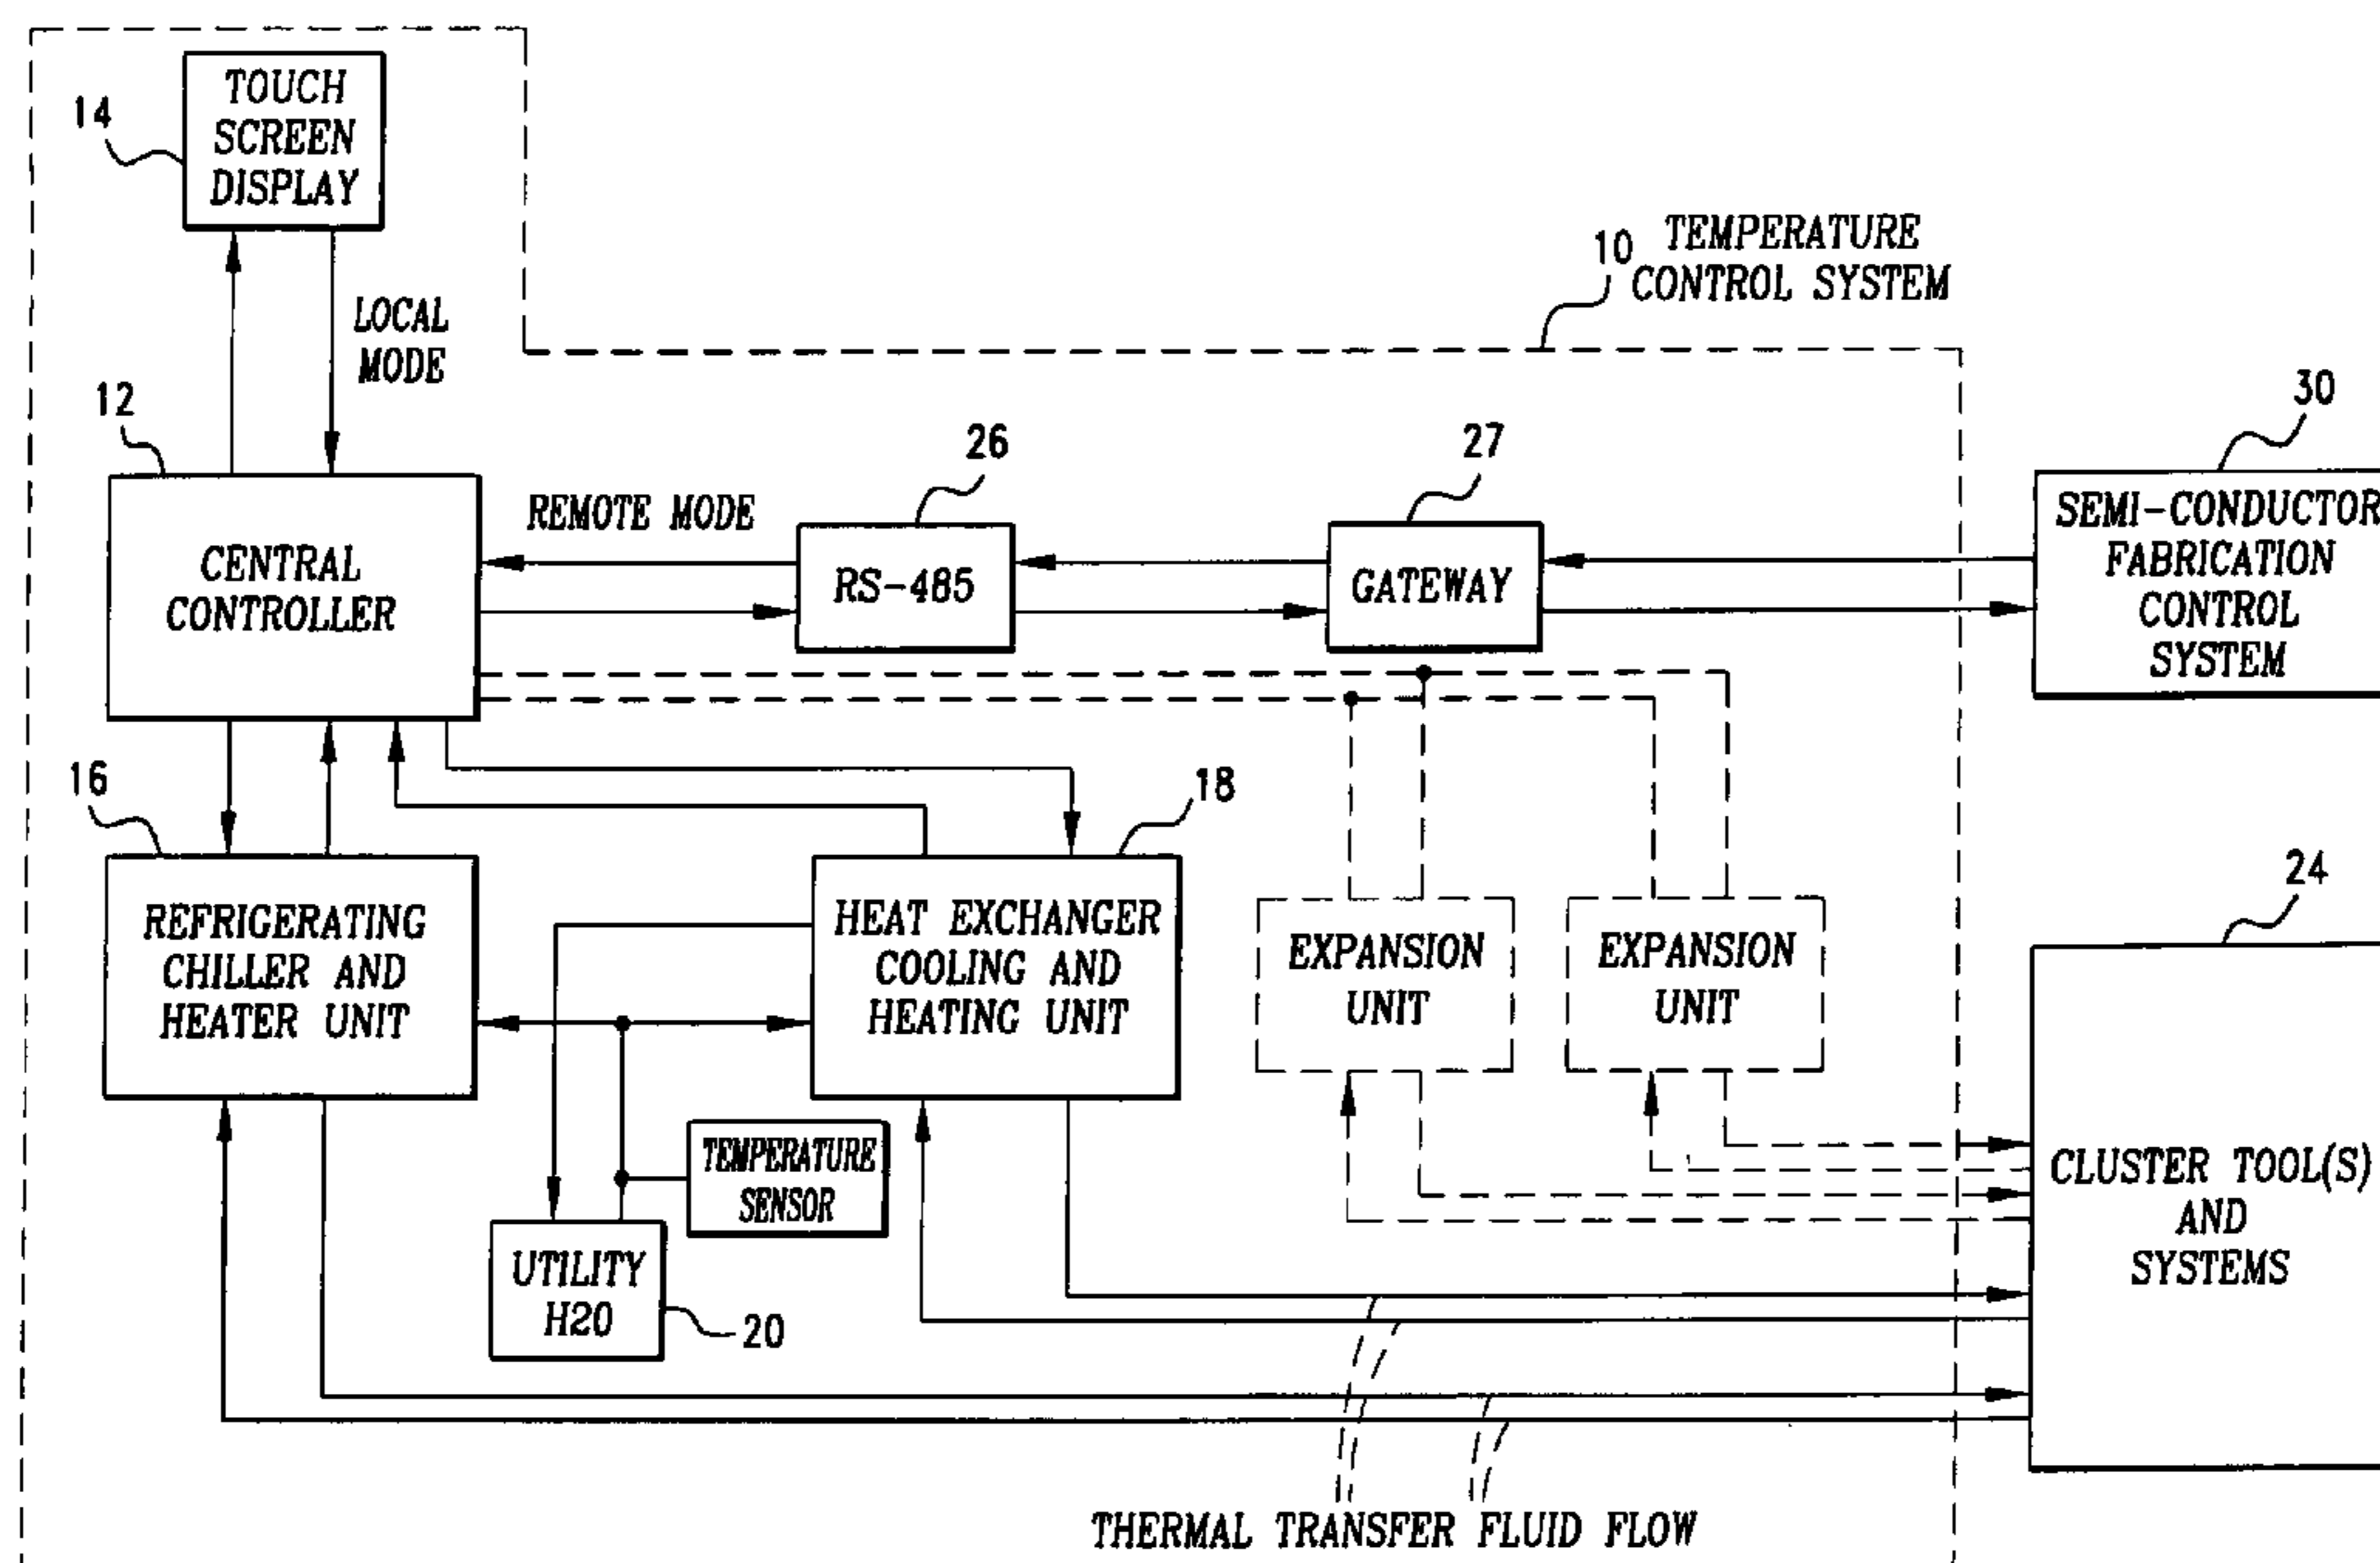 14
TOUCH
SCREEN
DISPLAY
LOCAL
MODE
10
TEMPERATURE
CONTROL SYSTEM
12
CENTRAL
CONTROLLER
REMOTE MODE
26
RS-485
27
GATEWAY
30
SEMI-CONDUCTOR
FABRICATION
CONTROL
SYSTEM
16
REFRIGERATING
CHILLER AND
HEATER UNIT
18
HEAT EXCHANGER
COOLING AND
HEATING UNIT
EXPANSION
UNIT
EXPANSION
UNIT
24
CLUSTER TOOL(S)
AND
SYSTEMS
TEMPERATURE
SENSOR
UTILITY
H20
20
THERMAL TRANSFER FLUID FLOW